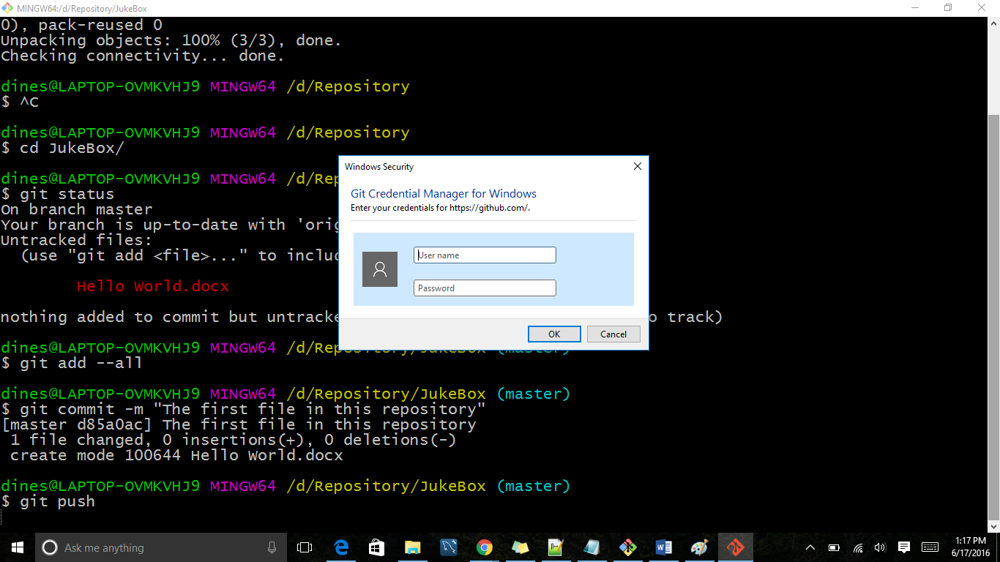 MINGW64:/d/Repository/JukeBox
0), pack-reused 0
Unpacking objects: 100% (3/3), done.
Checking connectivity... done.
dines@LAPTOP-OVMKVHJ9 MINGW64 /d/Repository
$ ^C
dines@LAPTOP-OVMKVHJ9 MINGW64 /d/Repository
$ cd JukeBox/
dines@LAPTOP-OVMKVHJ9 MINGW64 /d/Rep
$ git status
On branch master
Your branch is up-to-date with 'orig
Untracked files:
(use "git add <file>..." to includ
Hello World.docx
nothing added to commit but untracke
o track)
dines@LAPTOP-OVMKVHJ9 MINGW64 /d/Repository/JukeBox (master)
$ git add --all
dines@LAPTOP-OVMKVHJ9 MINGW64 /d/Repository/JukeBox (master)
$ git commit -m "The first file in this repository"
[master d85a0ac] The first file in this repository
1 file changed, 0 insertions(+), 0 deletions(-)
create mode 100644 Hello World.docx
dines@LAPTOP-OVMKVHJ9 MINGW64 /d/Repository/JukeBox (master)
$ git push
Windows Security
Git Credential Manager for Windows
Enter your credentials for https://github.com/.
User name
Password
OK
Cancel
Ask me anything
1:17 PM
6/17/2016